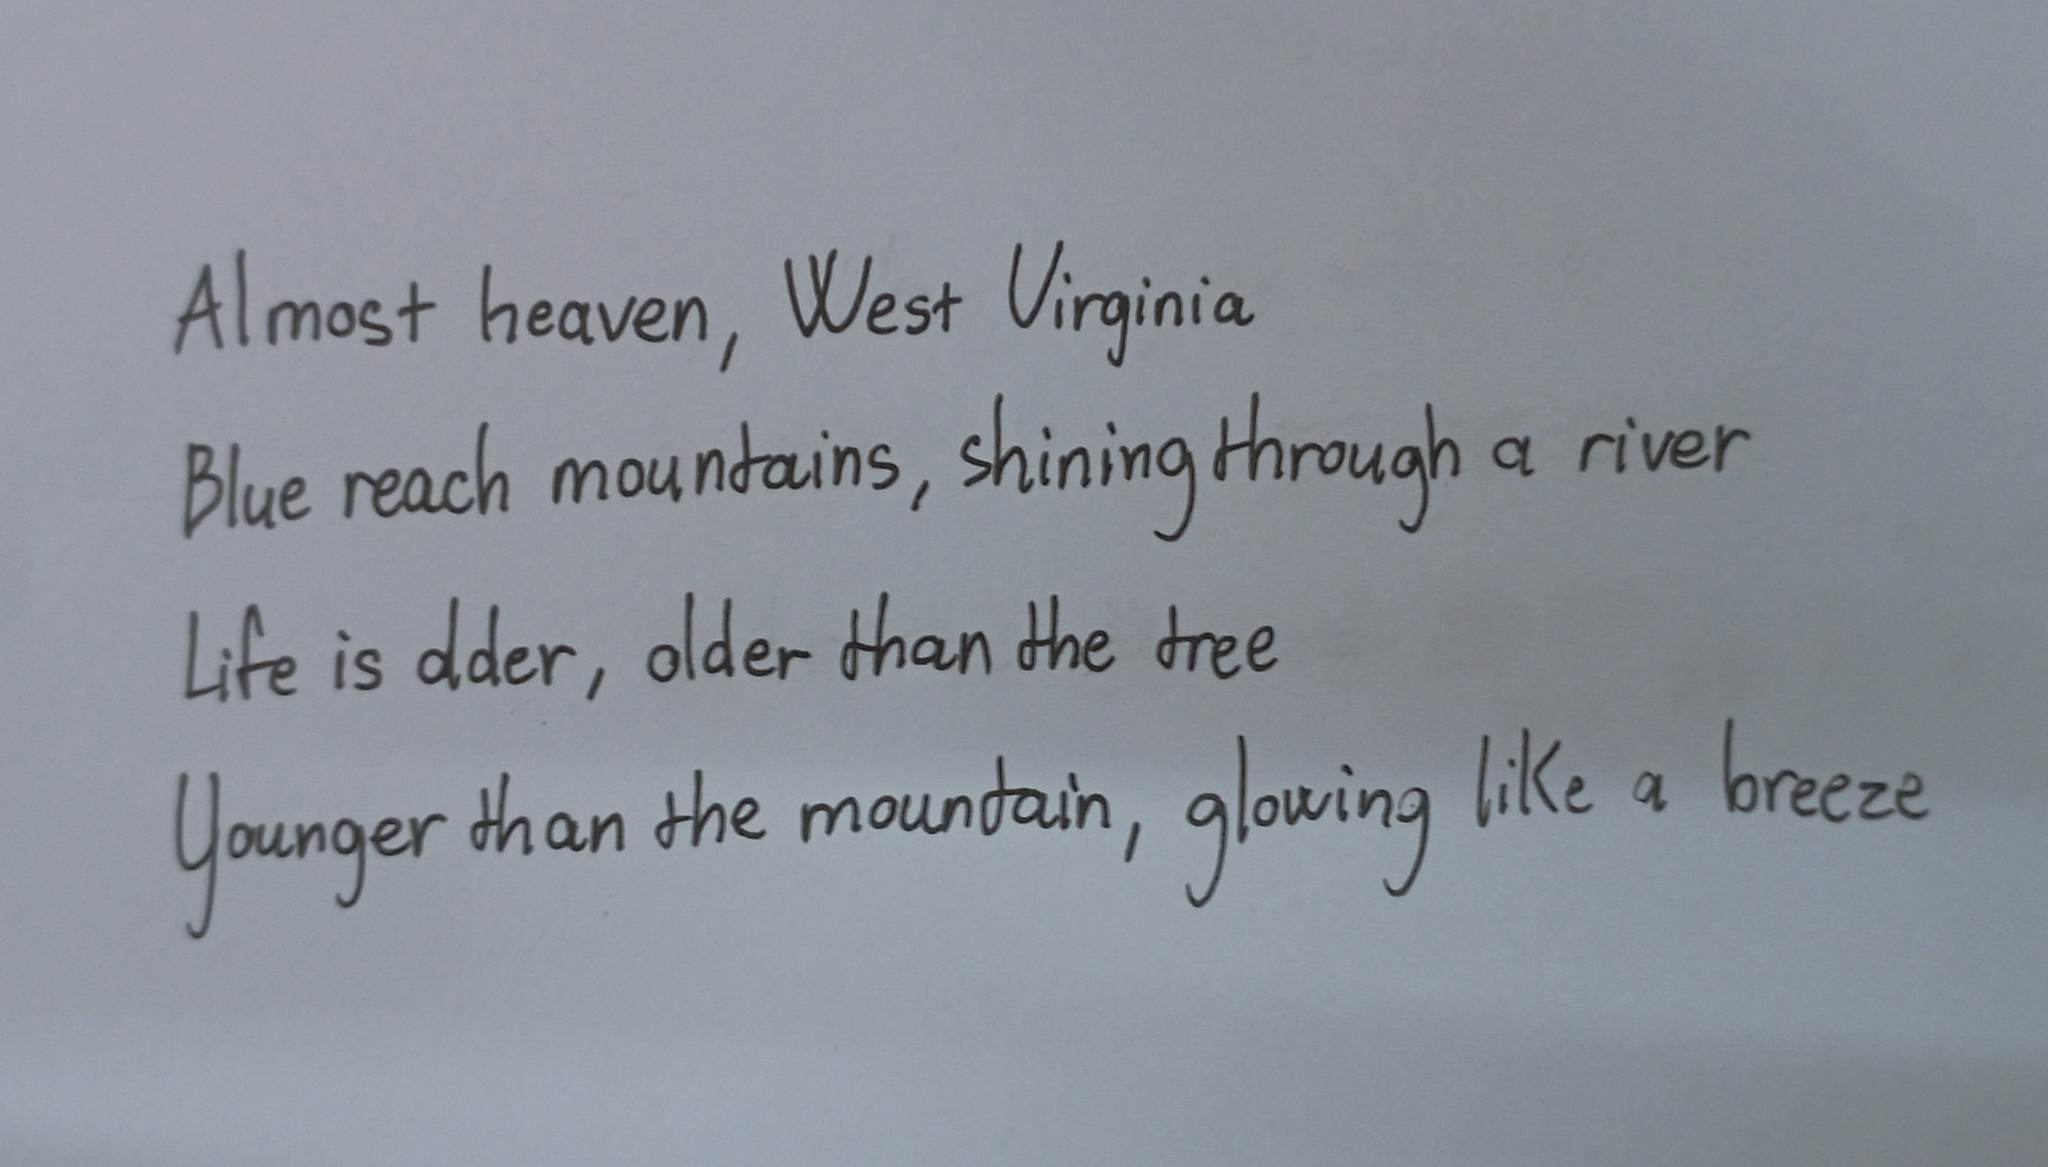 Almost heaven, West Virginia
Blue reach mountains, shining through a river
Life is dder, older than the tree
Younger than the mountain, glowing like a breeze